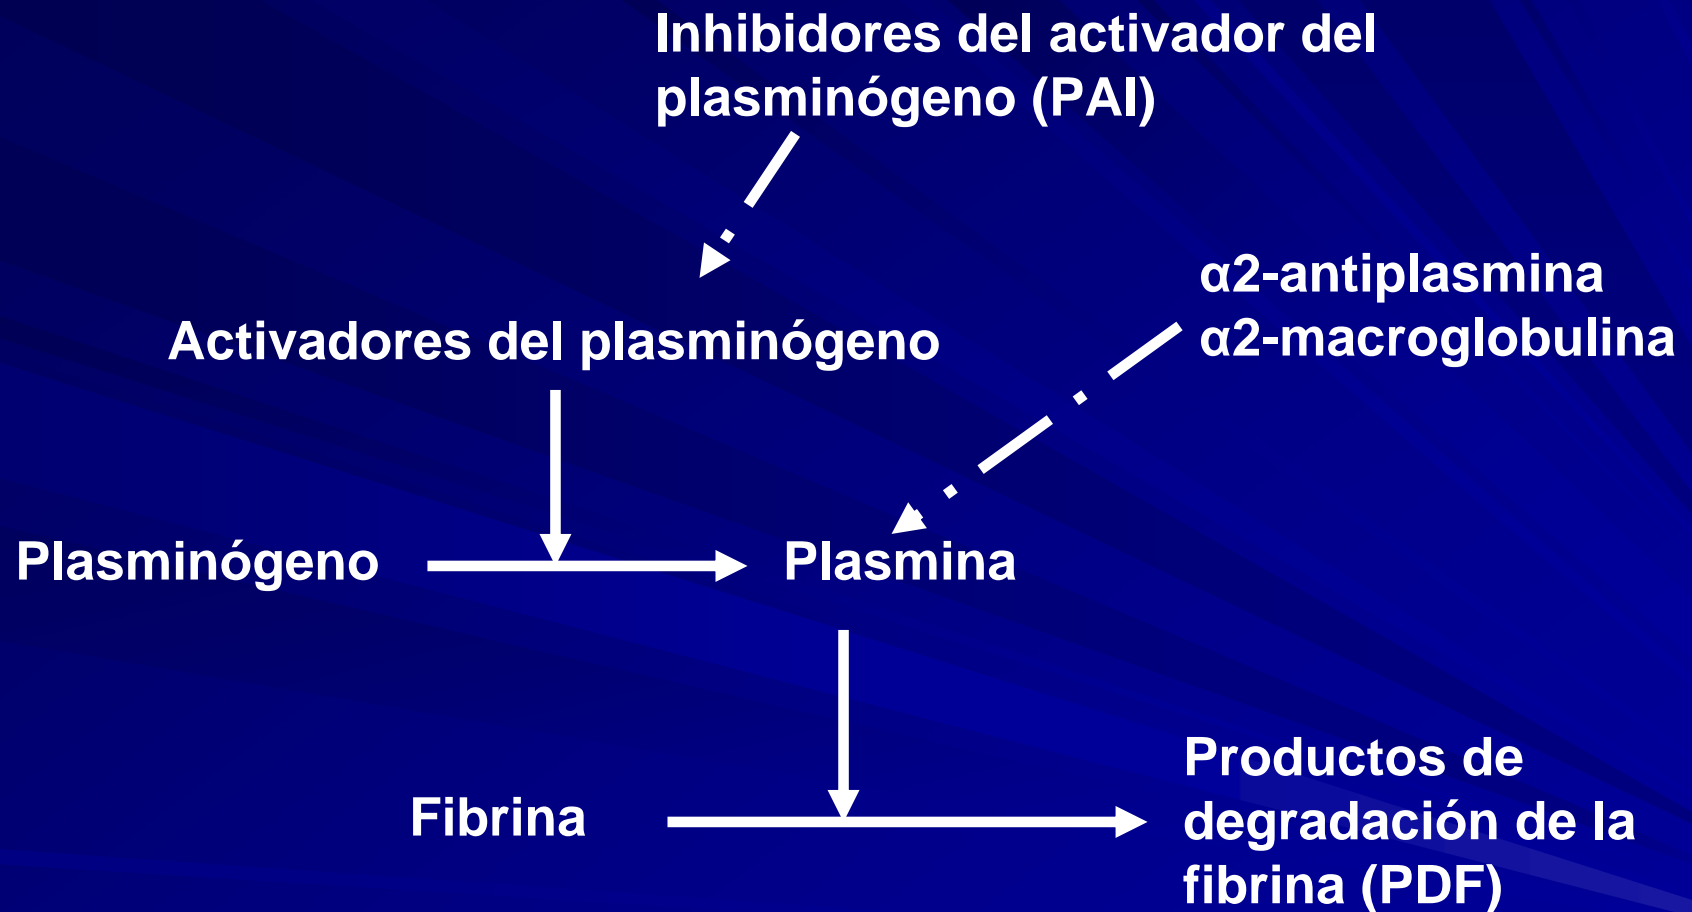 Inhibidores del activador del
plasminógeno (PAI)
α2-antiplasmina
α2-macroglobulina
Activadores del plasminógeno
Plasminógeno
Plasmina
Fibrina
Productos de
degradación de la
fibrina (PDF)